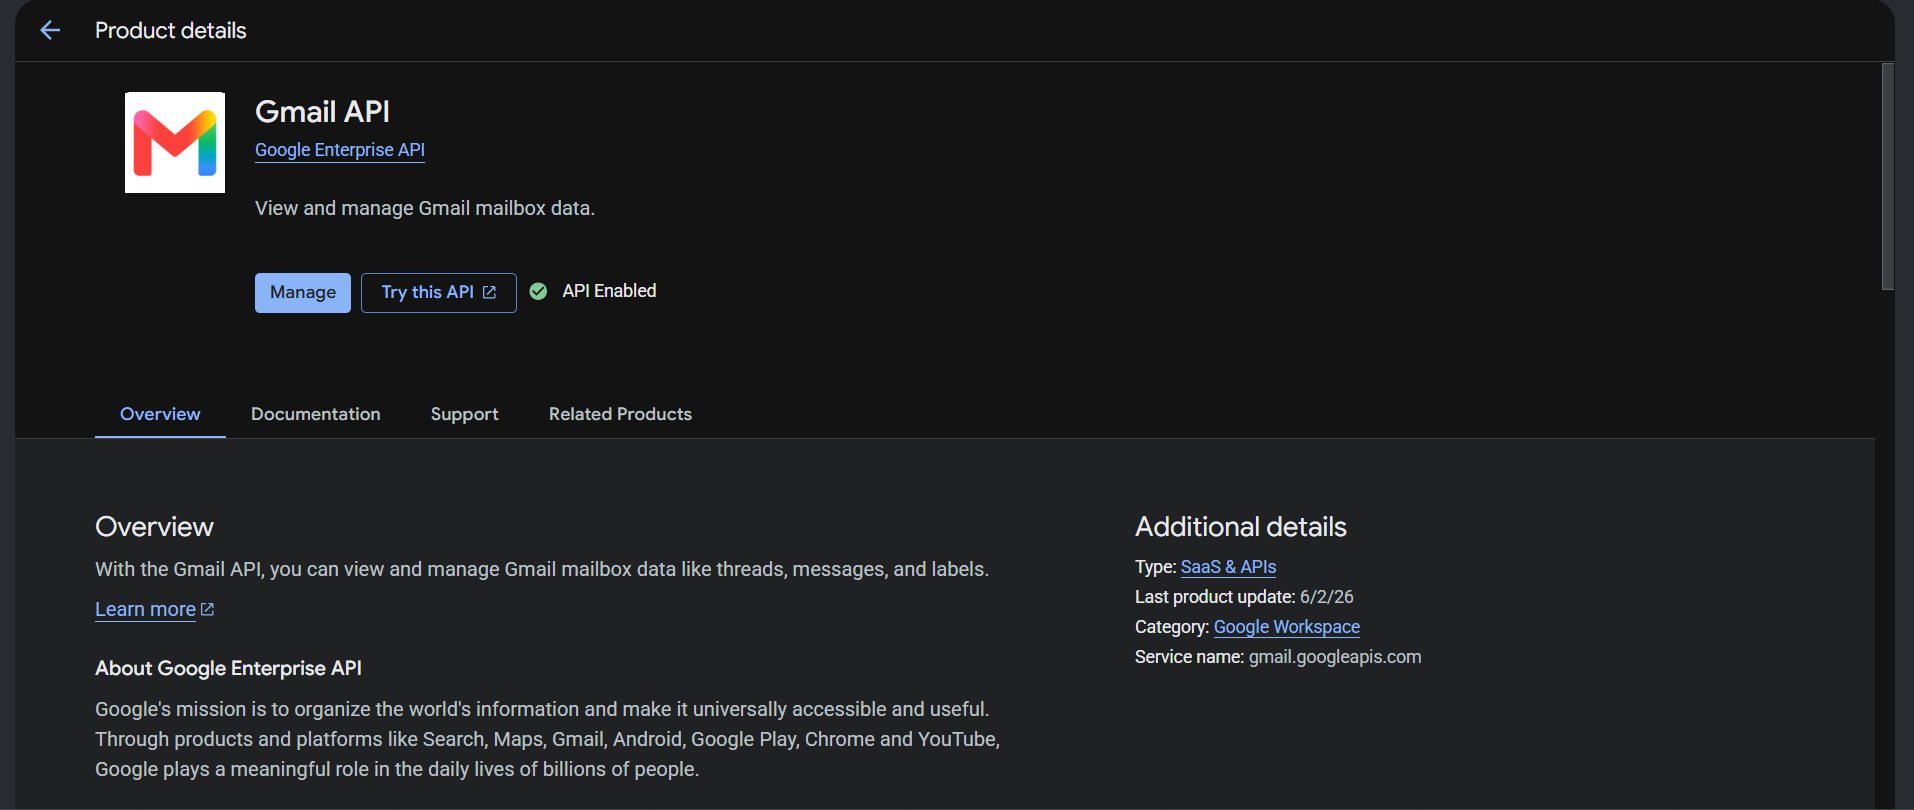 Product details
Gmail API
Google Enterprise API
View and manage Gmail mailbox data.
Manage
Try this API
API Enabled
Overview
Documentation
Support
Related Products
Overview
With the Gmail API, you can view and manage Gmail mailbox data like threads, messages, and labels.
Learn more
About Google Enterprise API
Google's mission is to organize the world's information and make it universally accessible and useful.
Through products and platforms like Search, Maps, Gmail, Android, Google Play, Chrome and YouTube,
Google plays a meaningful role in the daily lives of billions of people.
Additional details
Type: SaaS & APIs
Last product update: 6/2/26
Category: Google Workspace
Service name: gmail.googleapis.com